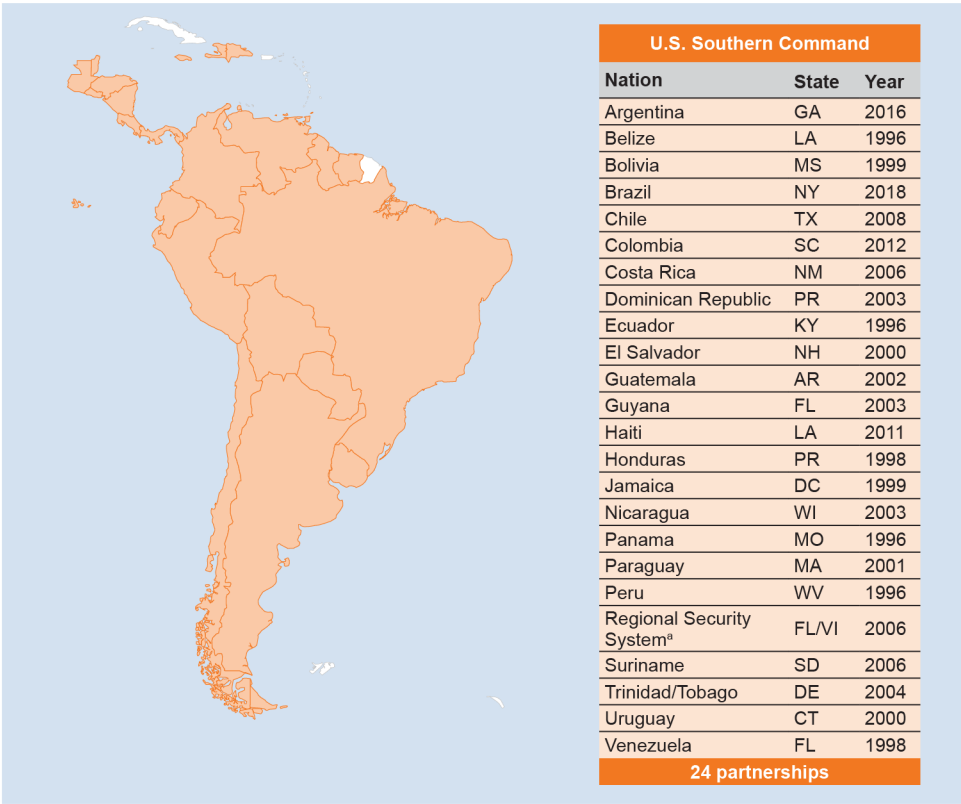 U.S. Southern Command
Nation State Year
Argentina GA 2016
Belize LA 1996
Bolivia MS 1999
Brazil NY 2018
Chile TX 2008
Colombia SC 2012
Costa Rica NM 2006
Dominican Republic PR 2003
Ecuador KY 1996
El Salvador NH 2000
Guatemala AR 2002
Guyana FL 2003
Haiti LA 2011
Honduras PR 1998
Jamaica DC 1999
Nicaragua WI 2003
Panama MO 1996
Paraguay MA 2001
Peru WV 1996
Regional Security
Systemᵃ FL/VI 2006
Suriname SD 2006
Trinidad/Tobago DE 2004
Uruguay CT 2000
Venezuela FL 1998
24 partnerships